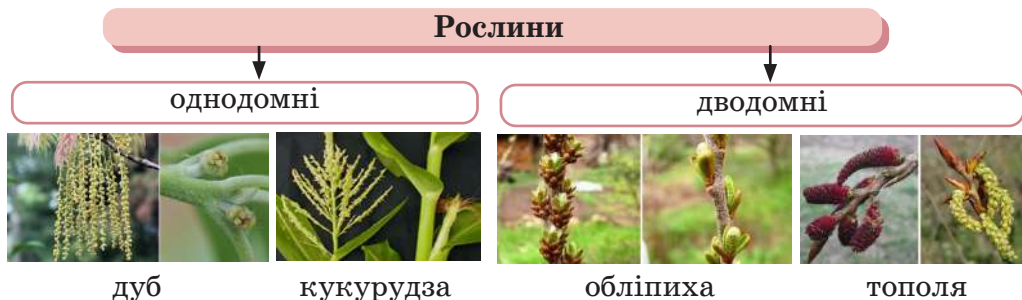 Рослини
однодомні
дводомні
дуб
кукурудза
обліпиха
тополя